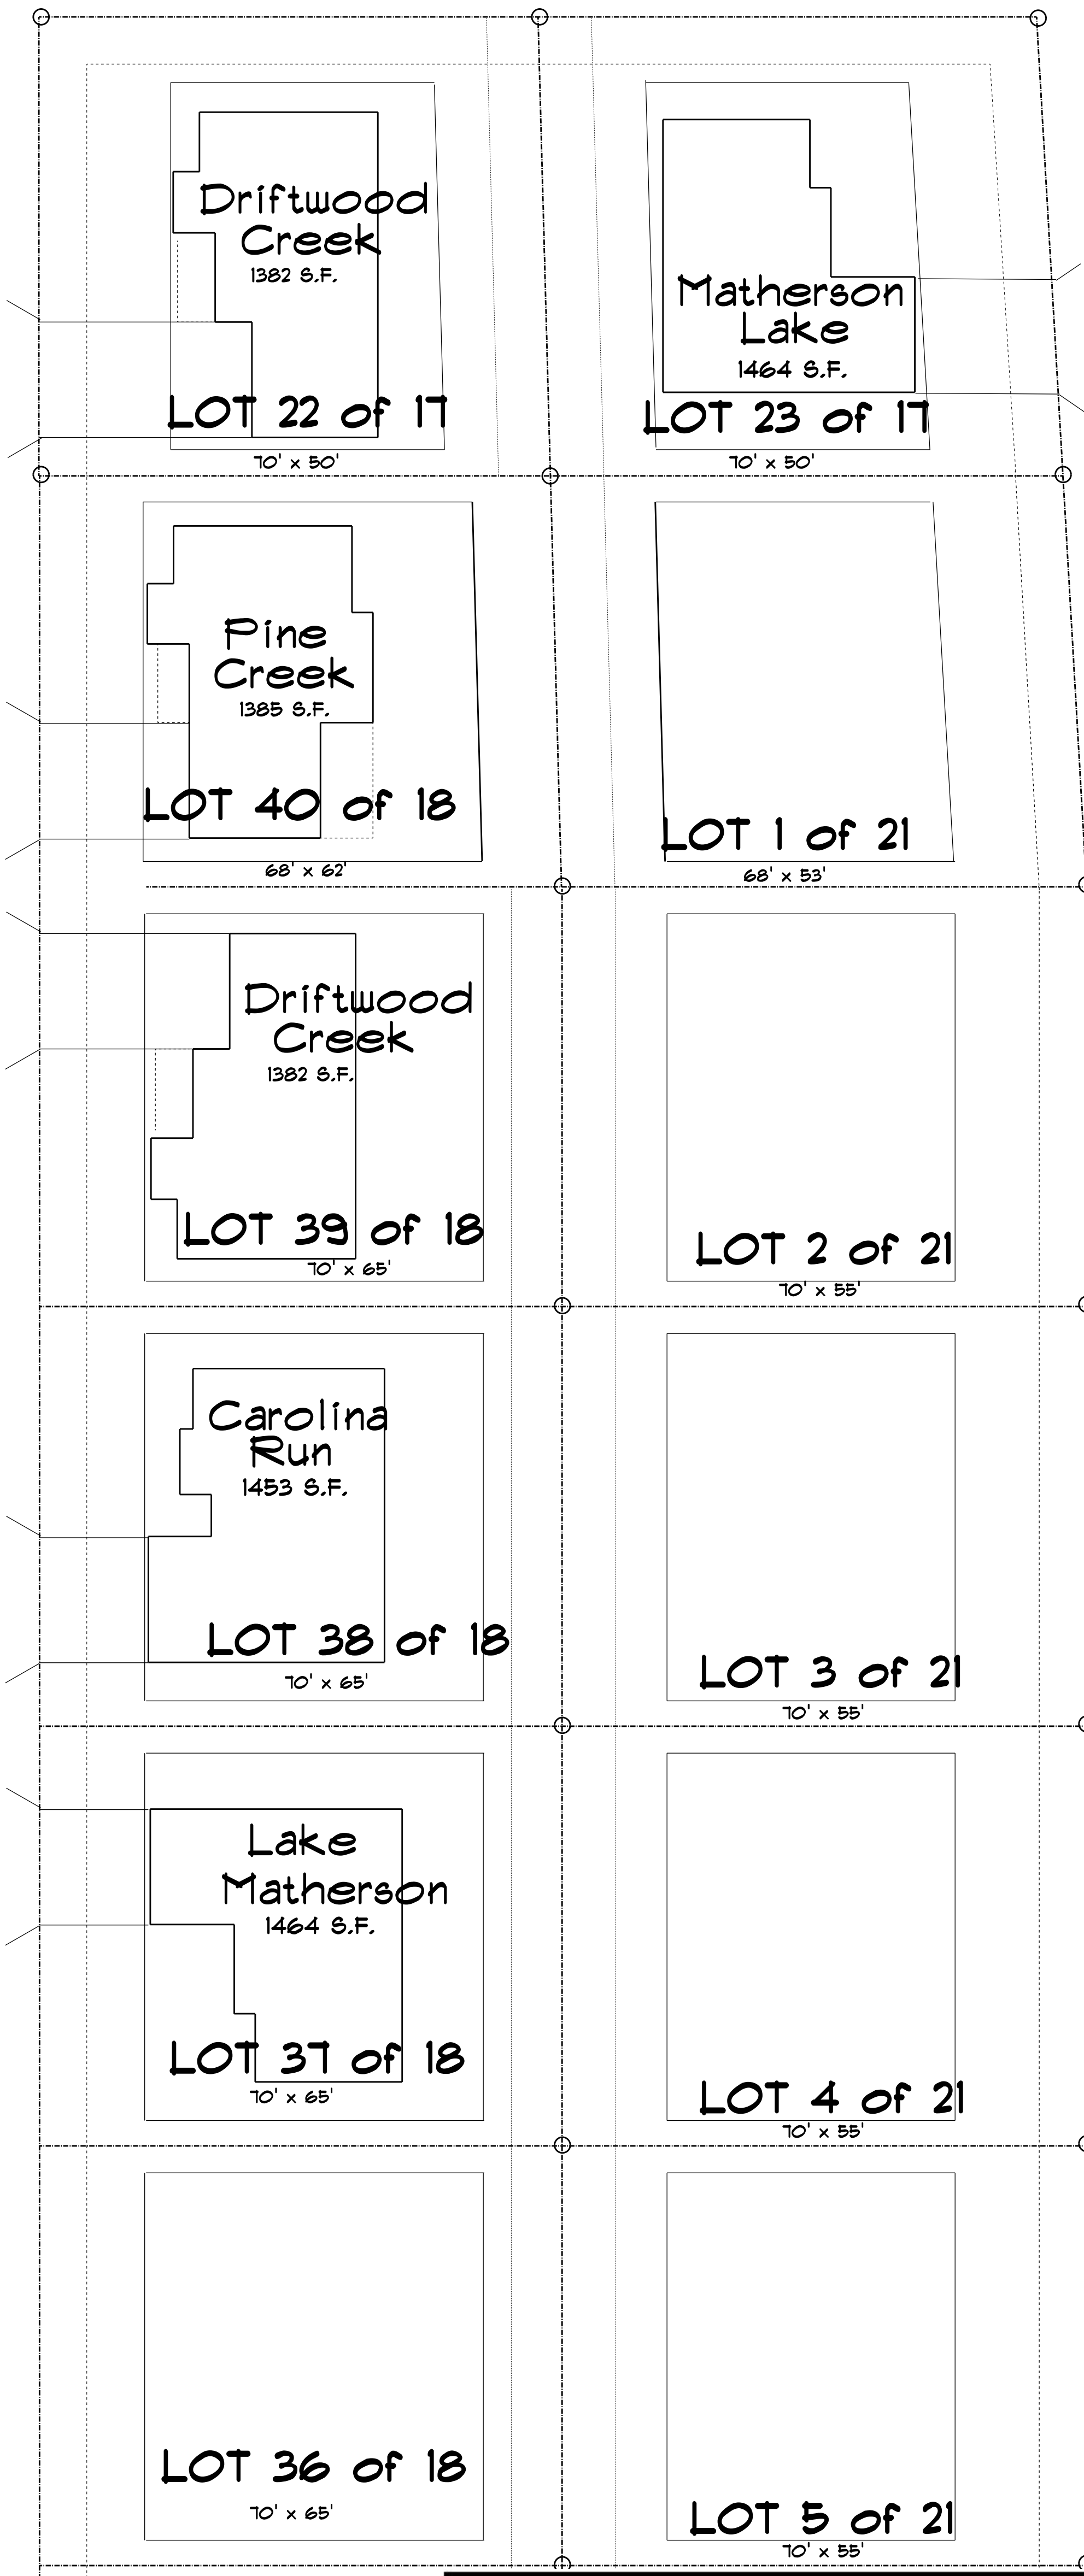 Driftwood
Creek
1382 S.F.
LOT 22 of 17
70' x 50'
Matherson
Lake
1464 S.F.
LOT 23 of 17
70' x 50'
Pine
Creek
1385 S.F.
LOT 40 of 18
68' x 62'
LOT 1 of 21
68' x 53'
Driftwood
Creek
1382 S.F.
LOT 39 of 18
70' x 65'
LOT 2 of 21
70' x 55'
Carolina
Run
1453 S.F.
LOT 38 of 18
70' x 65'
LOT 3 of 21
70' x 55'
Lake
Matherson
1464 S.F.
LOT 37 of 18
70' x 65'
LOT 4 of 21
70' x 55'
LOT 36 of 18
70' x 65'
LOT 5 of 21
70' x 55'